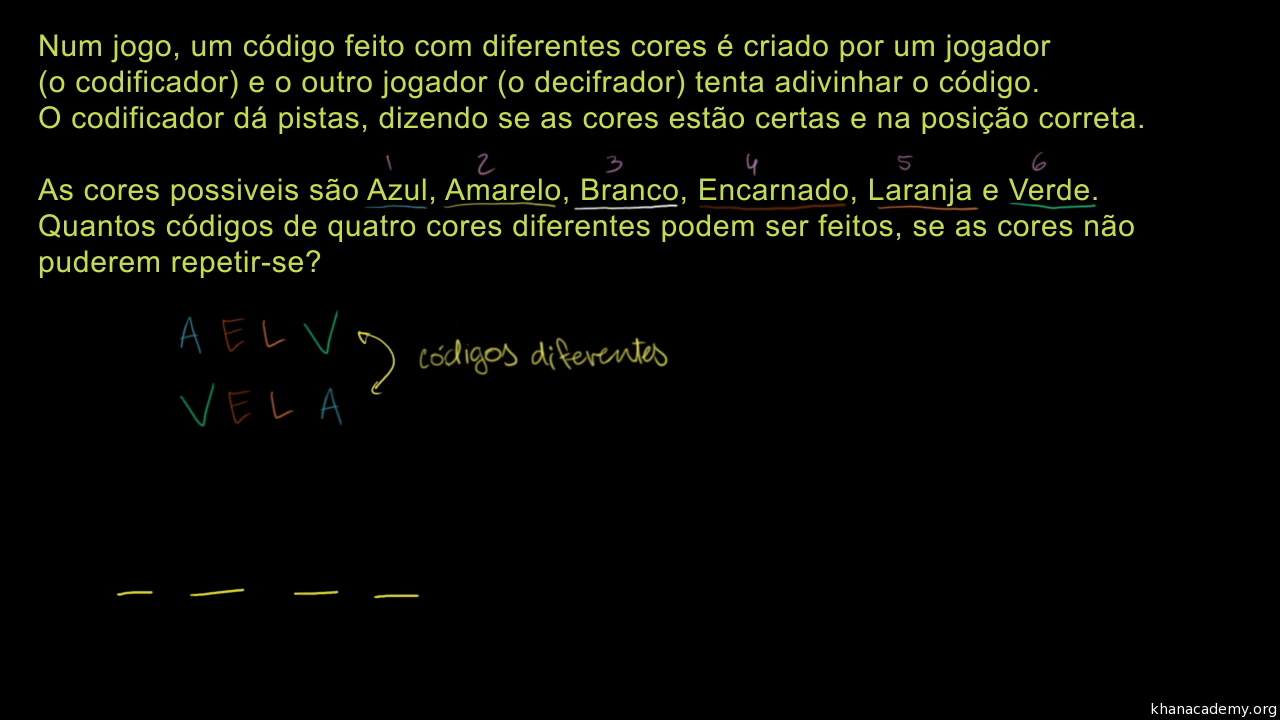 Num jogo, um código feito com diferentes cores é criado por um jogador
(o codificador) e o outro jogador (o decifrador) tenta adivinhar o código.
O codificador dá pistas, dizendo se as cores estão certas e na posição correta.
1 2 3 4 5 6
As cores possiveis são Azul, Amarelo, Branco, Encarnado, Laranja e Verde.
Quantos códigos de quatro cores diferentes podem ser feitos, se as cores não
puderem repetir-se?
A E L V
códigos diferentes
V E L A
khanacademy.org